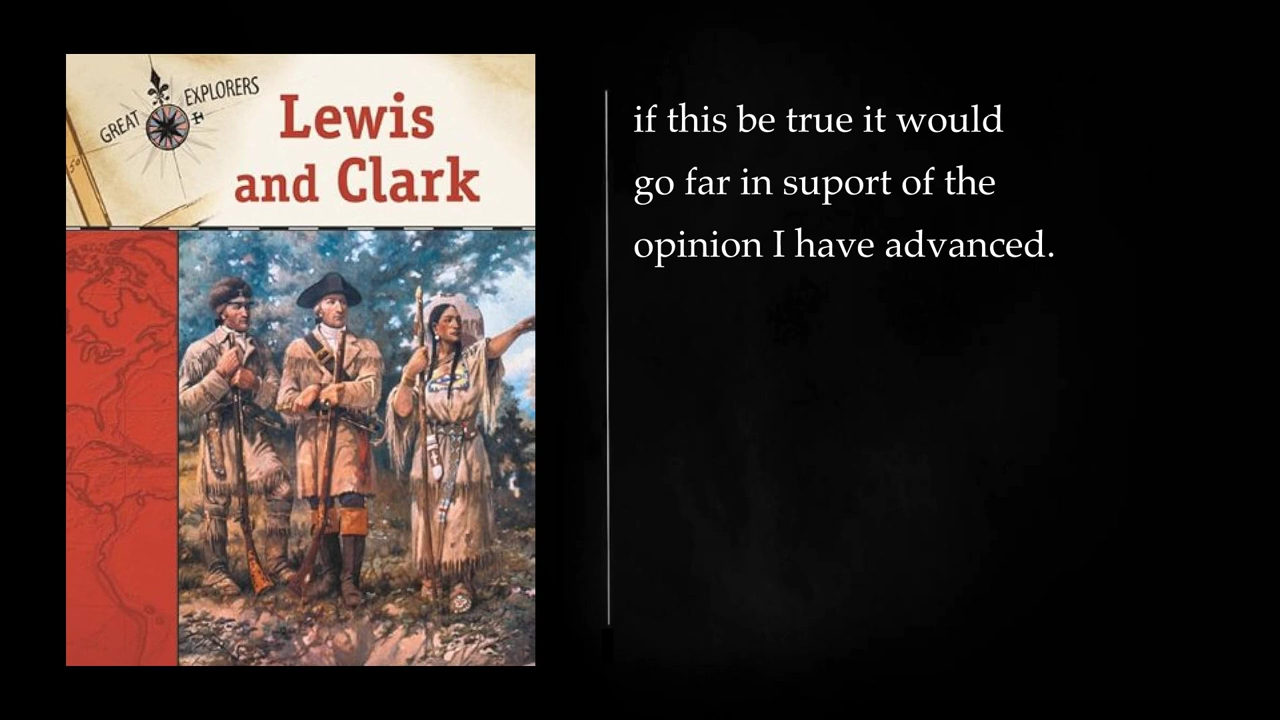 GREAT EXPLORERS
Lewis
and Clark
50
if this be true it would
go far in suport of the
opinion I have advanced.